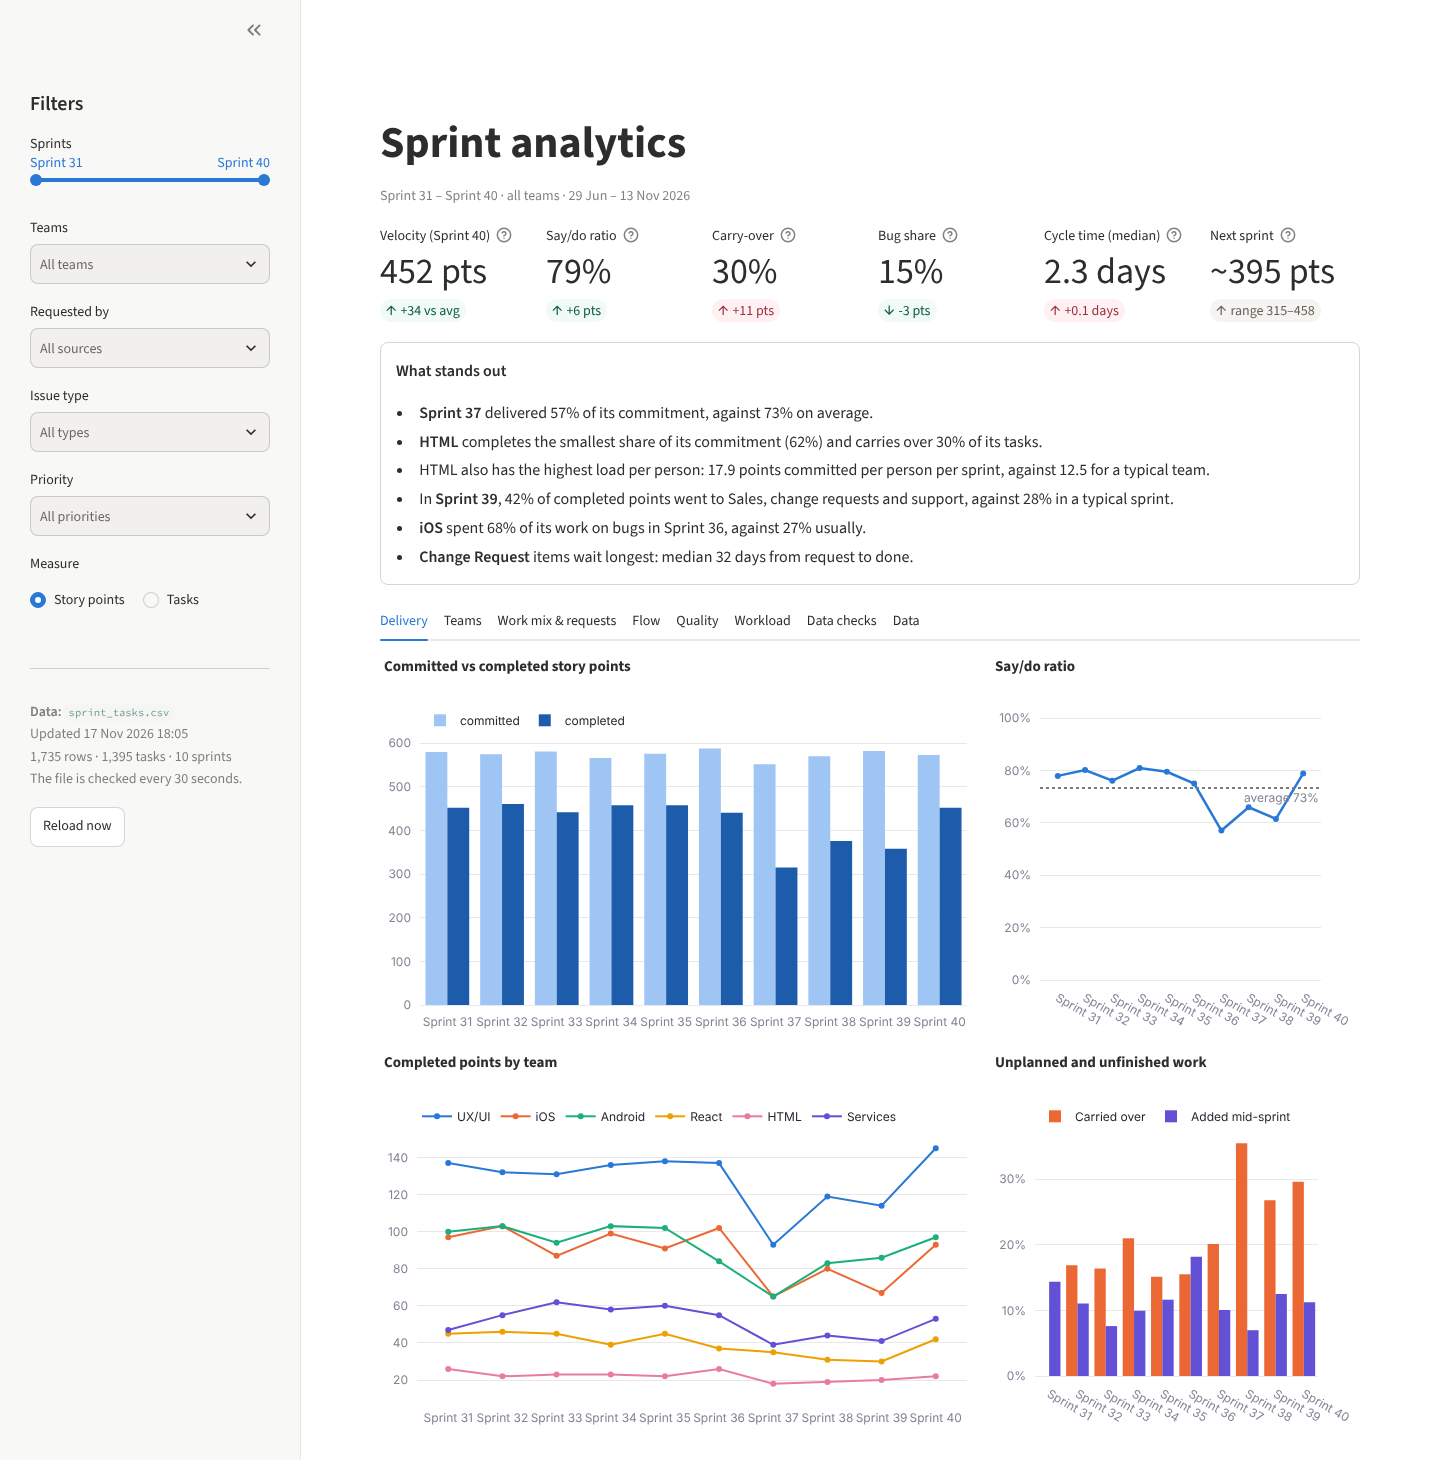 Filters
Sprints
Sprint 31 Sprint 40
Teams
All teams
Requested by
All sources
Issue type
All types
Priority
All priorities
Measure
Story points Tasks
Data: sprint_tasks.csv
Updated 17 Nov 2026 18:05
1,735 rows · 1,395 tasks · 10 sprints
The file is checked every 30 seconds.
Reload now
Sprint analytics
Sprint 31 – Sprint 40 · all teams · 29 Jun – 13 Nov 2026
Velocity (Sprint 40)
452 pts
↑ +34 vs avg
Say/do ratio
79%
↑ +6 pts
Carry-over
30%
↑ +11 pts
Bug share
15%
↓ -3 pts
Cycle time (median)
2.3 days
↑ +0.1 days
Next sprint
~395 pts
↑ range 315–458
What stands out
• Sprint 37 delivered 57% of its commitment, against 73% on average.
• HTML completes the smallest share of its commitment (62%) and carries over 30% of its tasks.
• HTML also has the highest load per person: 17.9 points committed per person per sprint, against 12.5 for a typical team.
• In Sprint 39, 42% of completed points went to Sales, change requests and support, against 28% in a typical sprint.
• iOS spent 68% of its work on bugs in Sprint 36, against 27% usually.
• Change Request items wait longest: median 32 days from request to done.
Delivery Teams Work mix & requests Flow Quality Workload Data checks Data
Committed vs completed story points
committed completed
600
500
400
300
200
100
0
Sprint 31 Sprint 32 Sprint 33 Sprint 34 Sprint 35 Sprint 36 Sprint 37 Sprint 38 Sprint 39 Sprint 40
Say/do ratio
100%
80%
average 73%
60%
40%
20%
0%
Sprint 31 Sprint 32 Sprint 33 Sprint 34 Sprint 35 Sprint 36 Sprint 37 Sprint 38 Sprint 39 Sprint 40
Completed points by team
UX/UI iOS Android React HTML Services
140
120
100
80
60
40
20
Sprint 31 Sprint 32 Sprint 33 Sprint 34 Sprint 35 Sprint 36 Sprint 37 Sprint 38 Sprint 39 Sprint 40
Unplanned and unfinished work
Carried over Added mid-sprint
30%
20%
10%
0%
Sprint 31 Sprint 32 Sprint 33 Sprint 34 Sprint 35 Sprint 36 Sprint 37 Sprint 38 Sprint 39 Sprint 40